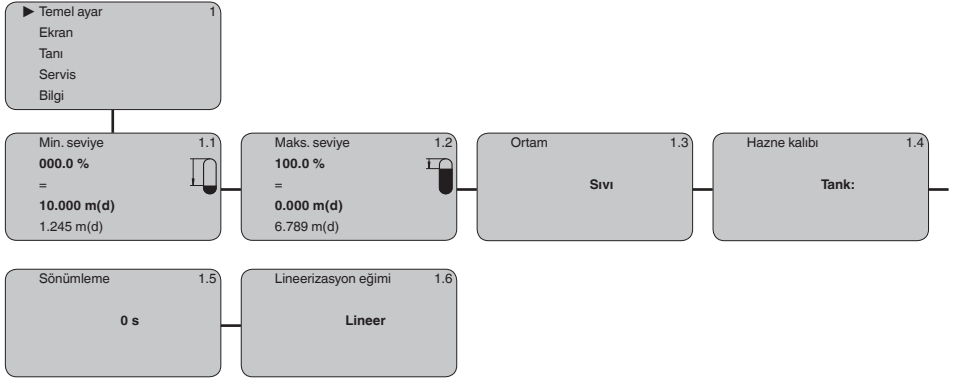 ► Temel ayar 1
Ekran
Tanı
Servis
Bilgi
Min. seviye 1.1
000.0 %
=
10.000 m(d)
1.245 m(d)
Maks. seviye 1.2
100.0 %
=
0.000 m(d)
6.789 m(d)
Ortam 1.3
Sıvı
Hazne kalıbı 1.4
Tank:
Sönümleme 1.5
0 s
Lineerizasyon eğimi 1.6
Lineer